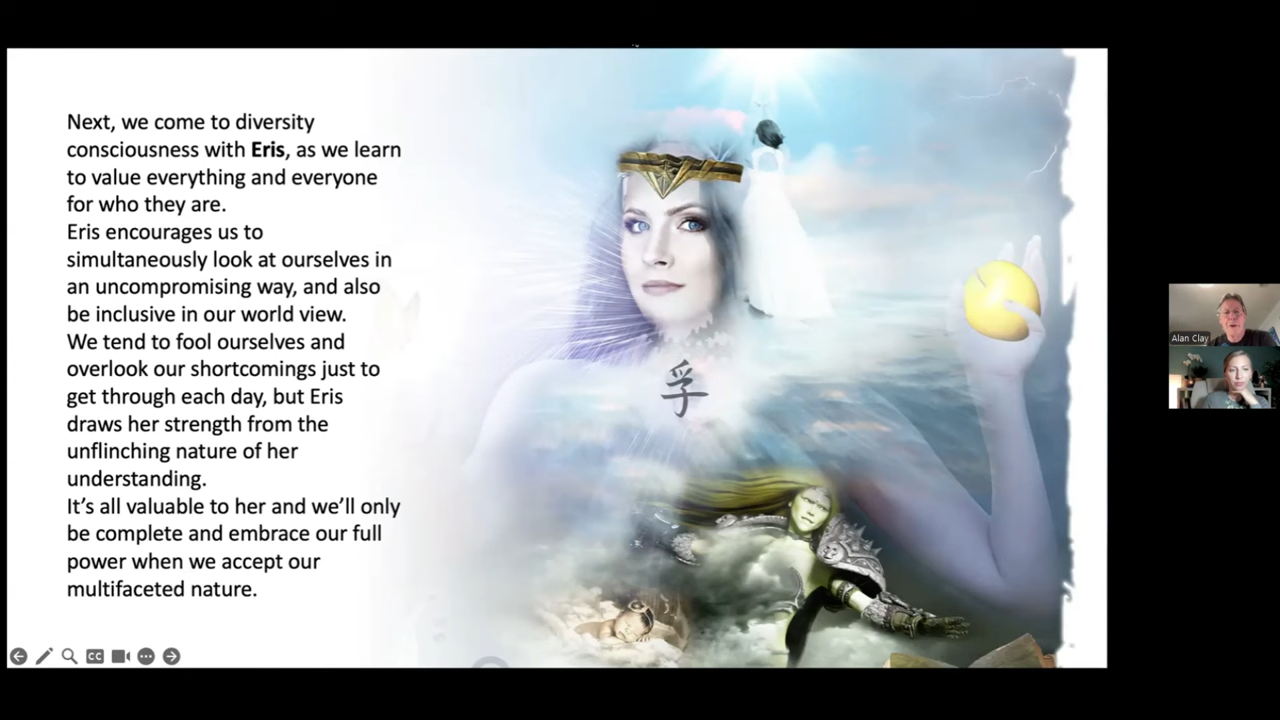 Next, we come to diversity
consciousness with Eris, as we learn
to value everything and everyone
for who they are.
Eris encourages us to
simultaneously look at ourselves in
an uncompromising way, and also
be inclusive in our world view.
We tend to fool ourselves and
overlook our shortcomings just to
get through each day, but Eris
draws her strength from the
unflinching nature of her
understanding.
It’s all valuable to her and we’ll only
be complete and embrace our full
power when we accept our
multifaceted nature.
孚
Alan Clay
CC